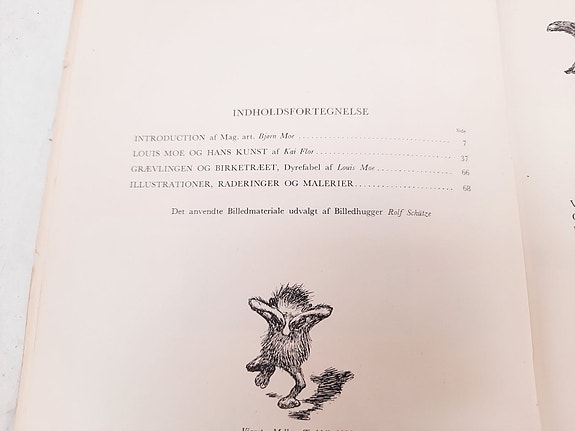 INDHOLDSFORTEGNELSE
Side
INTRODUCTION af Mag. art. Bjørn Moe 7
LOUIS MOE OG HANS KUNST af Kai Flor 37
GRÆVLINGEN OG BIRKETRÆET, Dyrefabel af Louis Moe 66
ILLUSTRATIONER, RADERINGER OG MALERIER 68
Det anvendte Billedmateriale udvalgt af Billedhugger Rolf Schütze